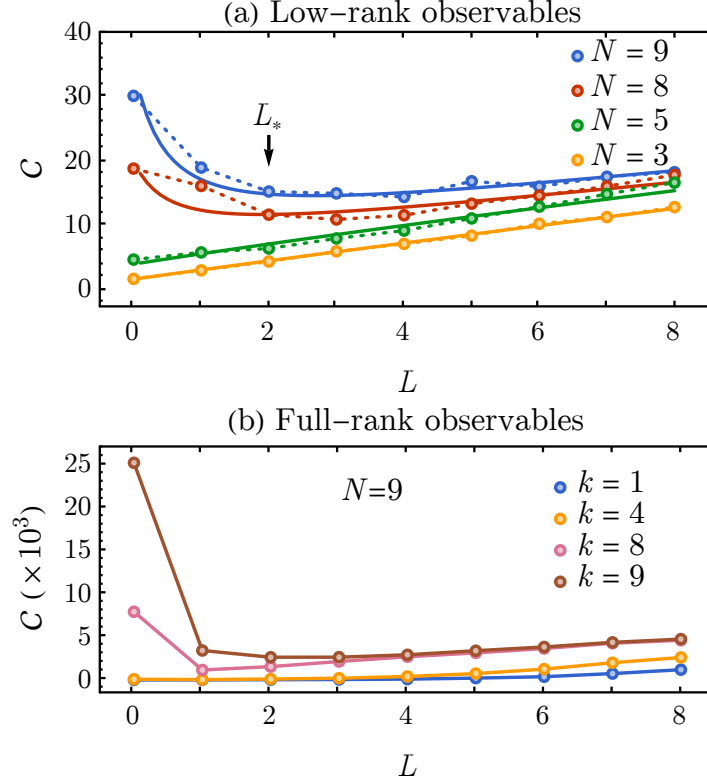 (a) Low−rank observables
40
30
20
10
0
C
L*
N = 9
N = 8
N = 5
N = 3
0 2 4 6 8
L
(b) Full−rank observables
25
20
15
10
5
0
C (×10³)
N=9
k = 1
k = 4
k = 8
k = 9
0 2 4 6 8
L